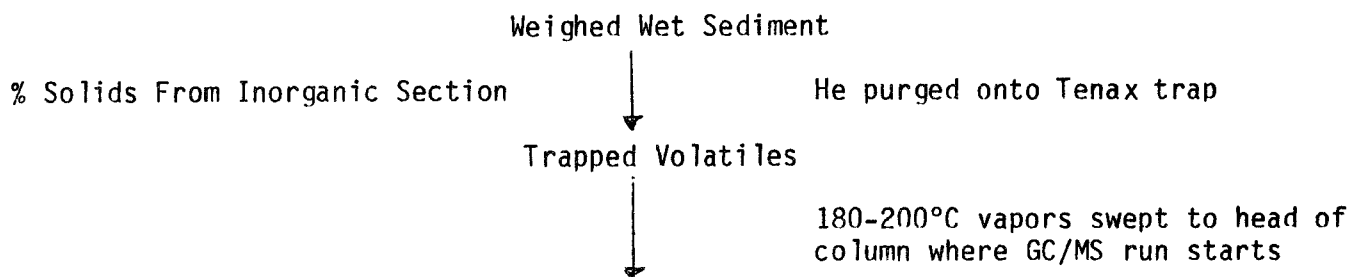 Weighed Wet Sediment
% Solids From Inorganic Section
He purged onto Tenax trap
Trapped Volatiles
180-200°C vapors swept to head of
column where GC/MS run starts